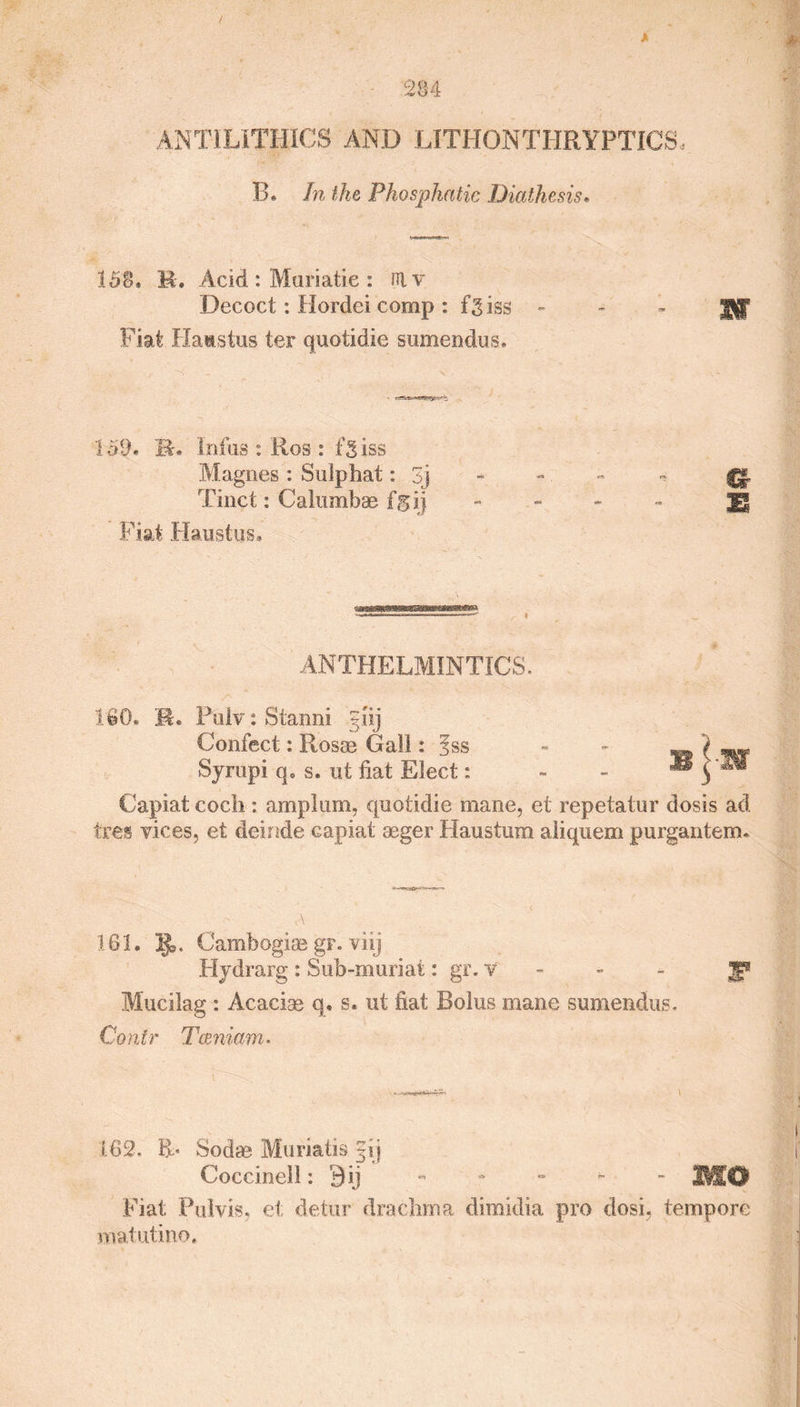 284
ANTILITHICS AND LITHONTHRYPTICS.
B. In the Phosphatic Diathesis.
158. ℞. Acid : Muriatic : ♏ v
Decoct : Hordei comp : f℥iss - - - N
Fiat Haustus ter quotidie sumendus.
159. ℞. Infus : Ros : f℥iss
Magnes : Sulphat : ʒj - - - - G
Tinct : Calumbæ fʒij - - - - E
Fiat Haustus.
ANTHELMINTICS.
160. ℞. Pulv : Stanni ℥iij
Confect : Rosæ Gall : ℥ss - -
Syrupi q. s. ut fiat Elect : - - B } N
Capiat coch : amplum, quotidie mane, et repetatur dosis ad
tres vices, et deinde capiat æger Haustum aliquem purgantem.
161. ℞. Cambogiæ gr. viij
Hydrarg : Sub-muriat : gr. v - - - F
Mucilag : Acaciæ q. s. ut fiat Bolus mane sumendus.
Contr Tæniam.
162. ℞. Sodæ Muriatis ℥ij
Coccinell : ℈ij - - - - - MO
Fiat Pulvis, et detur drachma dimidia pro dosi, tempore
matutino.